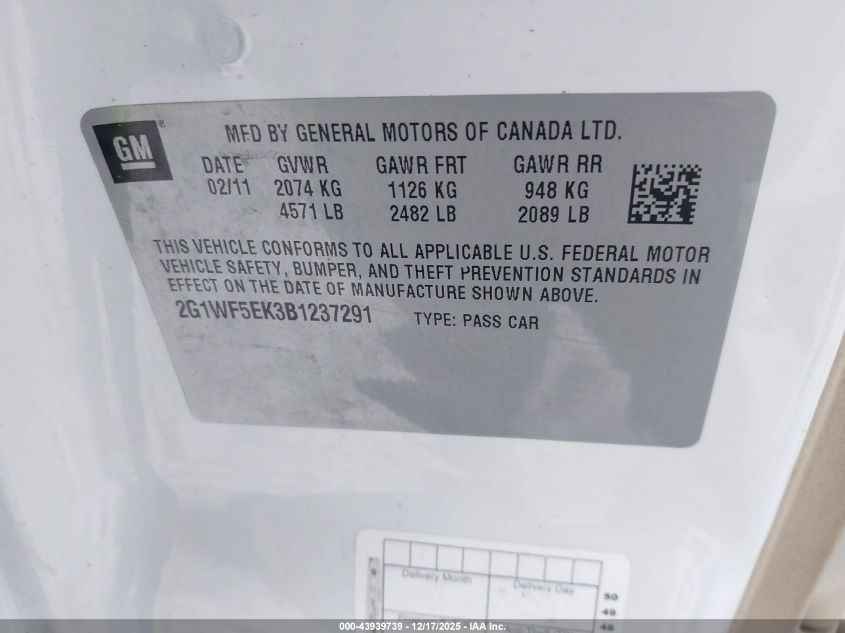 GM
MFD BY GENERAL MOTORS OF CANADA LTD.
DATE GVWR GAWR FRT GAWR RR
02/11 2074 KG 1126 KG 948 KG
4571 LB 2482 LB 2089 LB
THIS VEHICLE CONFORMS TO ALL APPLICABLE U.S. FEDERAL MOTOR
VEHICLE SAFETY, BUMPER, AND THEFT PREVENTION STANDARDS IN
EFFECT ON THE DATE OF MANUFACTURE SHOWN ABOVE.
2G1WF5EK3B1237291 TYPE: PASS CAR
Delivery Month Delivery Day
50
49
48
000-43939739 - 12/17/2025 - IAA Inc.